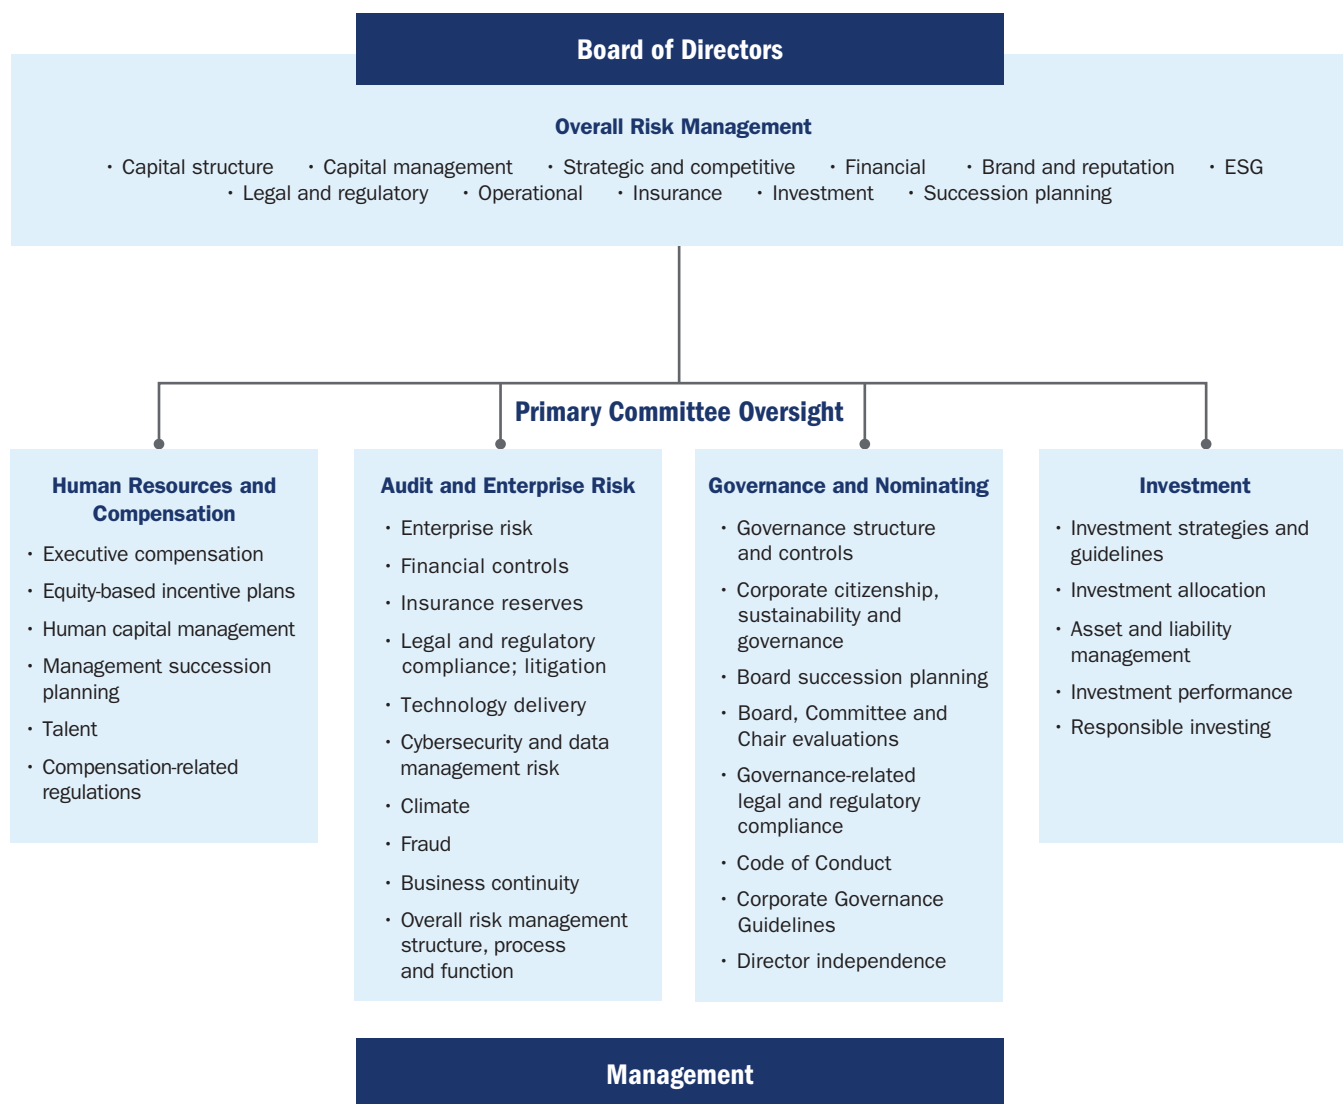 Board of Directors
Overall Risk Management
· Capital structure · Capital management · Strategic and competitive · Financial · Brand and reputation · ESG
· Legal and regulatory · Operational · Insurance · Investment · Succession planning
Primary Committee Oversight
Human Resources and
Compensation
· Executive compensation
· Equity-based incentive plans
· Human capital management
· Management succession
planning
· Talent
· Compensation-related
regulations
Audit and Enterprise Risk
· Enterprise risk
· Financial controls
· Insurance reserves
· Legal and regulatory
compliance; litigation
· Technology delivery
· Cybersecurity and data
management risk
· Climate
· Fraud
· Business continuity
· Overall risk management
structure, process
and function
Governance and Nominating
· Governance structure
and controls
· Corporate citizenship,
sustainability and
governance
· Board succession planning
· Board, Committee and
Chair evaluations
· Governance-related
legal and regulatory
compliance
· Code of Conduct
· Corporate Governance
Guidelines
· Director independence
Investment
· Investment strategies and
guidelines
· Investment allocation
· Asset and liability
management
· Investment performance
· Responsible investing
Management